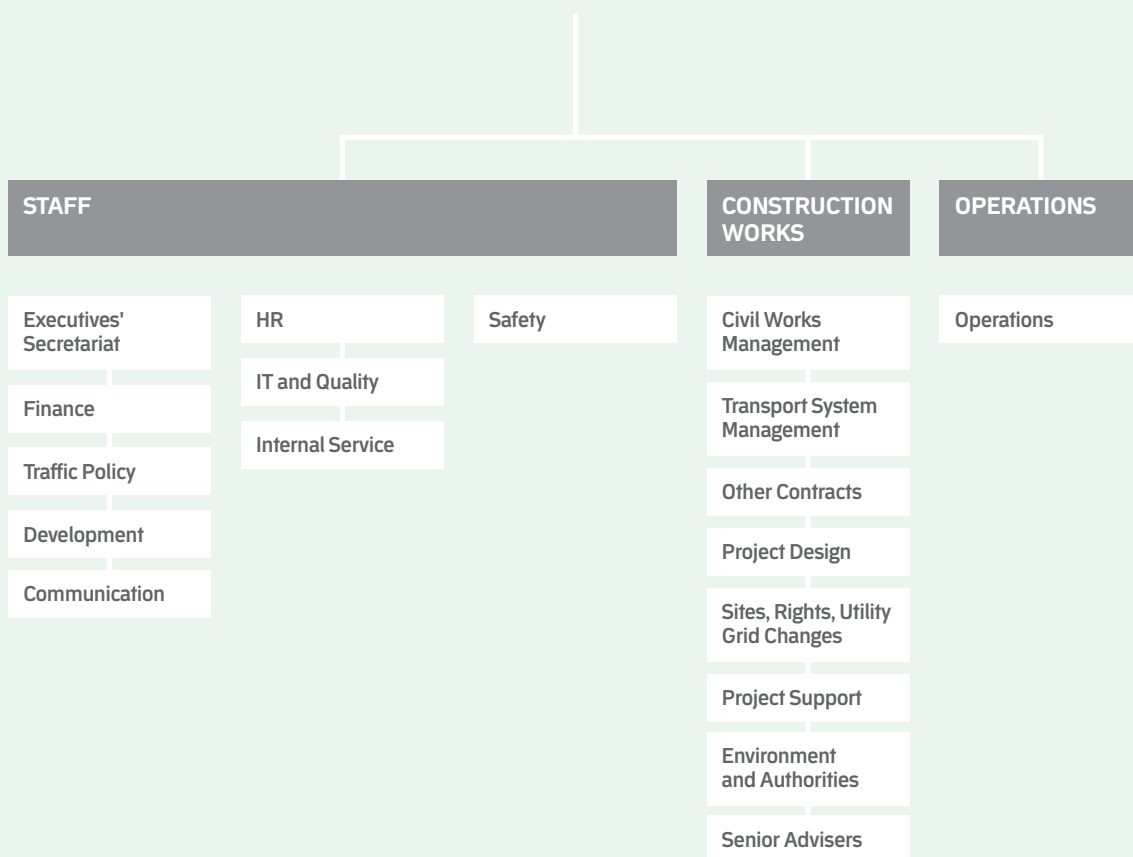 STAFF
Executives'
Secretariat
Finance
Traffic Policy
Development
Communication
HR
IT and Quality
Internal Service
Safety
CONSTRUCTION
WORKS
Civil Works
Management
Transport System
Management
Other Contracts
Project Design
Sites, Rights, Utility
Grid Changes
Project Support
Environment
and Authorities
Senior Advisers
OPERATIONS
Operations